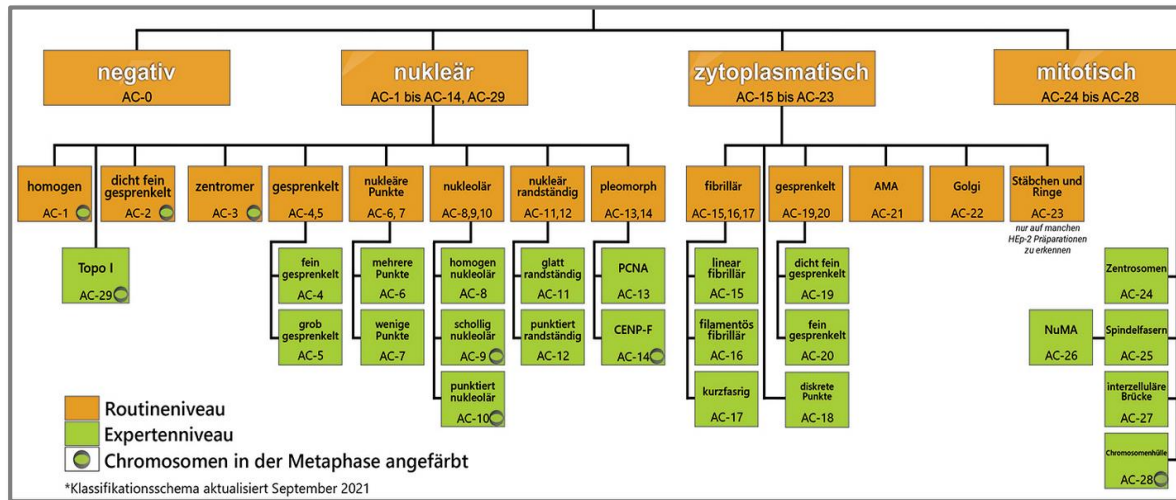 negativ
AC-0
nukleär
AC-1 bis AC-14, AC-29
zytoplasmatisch
AC-15 bis AC-23
mitotisch
AC-24 bis AC-28
homogen
AC-1
dicht fein
gesprenkelt
AC-2
zentromer
AC-3
gesprenkelt
AC-4,5
nukleäre
Punkte
AC-6, 7
nukleolär
AC-8,9,10
nukleär
randständig
AC-11,12
pleomorph
AC-13,14
fibrillär
AC-15,16,17
gesprenkelt
AC-19,20
AMA
AC-21
Golgi
AC-22
Stäbchen und
Ringe
AC-23
nur auf manchen
HEp-2 Präparationen
zu erkennen
Topo I
AC-29
fein
gesprenkelt
AC-4
grob
gesprenkelt
AC-5
mehrere
Punkte
AC-6
wenige
Punkte
AC-7
homogen
nukleolär
AC-8
schollig
nukleolär
AC-9
punktiert
nukleolär
AC-10
glatt
randständig
AC-11
punktiert
randständig
AC-12
PCNA
AC-13
CENP-F
AC-14
linear
fibrillär
AC-15
filamentös
fibrillär
AC-16
kurzfasrig
AC-17
dicht fein
gesprenkelt
AC-19
fein
gesprenkelt
AC-20
diskrete
Punkte
AC-18
Zentrosomen
AC-24
NuMA
AC-26
Spindelfasern
AC-25
interzelluläre
Brücke
AC-27
Chromosomenhülle
AC-28
Routineniveau
Expertenniveau
Chromosomen in der Metaphase angefärbt
*Klassifikationsschema aktualisiert September 2021